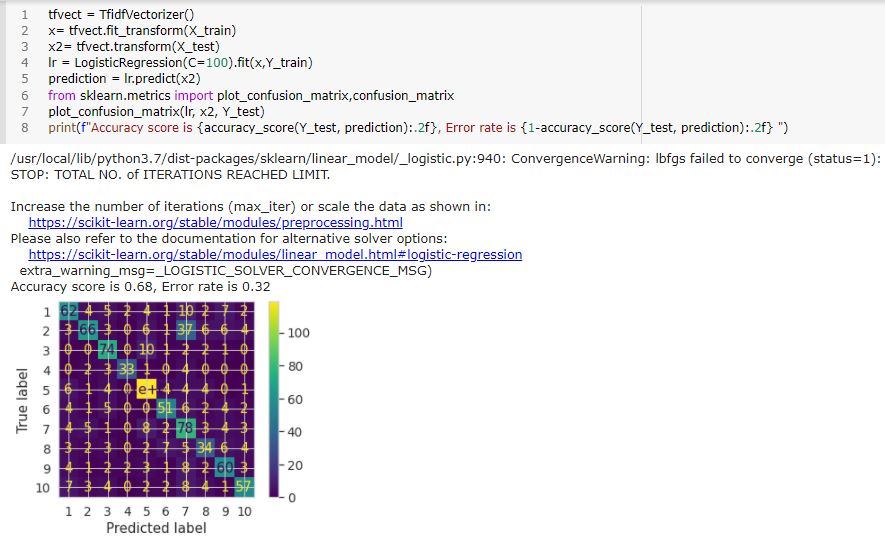 1 tfvect = TfidfVectorizer()
2 x= tfvect.fit_transform(X_train)
3 x2= tfvect.transform(X_test)
4 lr = LogisticRegression(C=100).fit(x,Y_train)
5 prediction = lr.predict(x2)
6 from sklearn.metrics import plot_confusion_matrix,confusion_matrix
7 plot_confusion_matrix(lr, x2, Y_test)
8 print(f"Accuracy score is {accuracy_score(Y_test, prediction):.2f}, Error rate is {1-accuracy_score(Y_test, prediction):.2f} ")
/usr/local/lib/python3.7/dist-packages/sklearn/linear_model/_logistic.py:940: ConvergenceWarning: lbfgs failed to converge (status=1):
STOP: TOTAL NO. of ITERATIONS REACHED LIMIT.
Increase the number of iterations (max_iter) or scale the data as shown in:
https://scikit-learn.org/stable/modules/preprocessing.html
Please also refer to the documentation for alternative solver options:
https://scikit-learn.org/stable/modules/linear_model.html#logistic-regression
extra_warning_msg=_LOGISTIC_SOLVER_CONVERGENCE_MSG)
Accuracy score is 0.68, Error rate is 0.32
1 62 4 5 2 4 1 10 2 7 2
2 3 66 3 0 6 1 37 6 6 4
3 0 0 74 0 10 1 2 2 1 0
4 0 2 3 33 1 0 4 0 0 0
5 6 1 4 0 e+ 4 4 4 0 1
6 4 1 5 0 0 51 6 2 4 2
7 4 5 1 0 8 2 78 3 4 3
8 3 2 3 0 2 7 5 34 6 4
9 4 1 2 2 3 1 8 2 60 3
10 7 3 4 0 2 2 8 4 1 57
1 2 3 4 5 6 7 8 9 10
Predicted label
True label
100
80
60
40
20
0